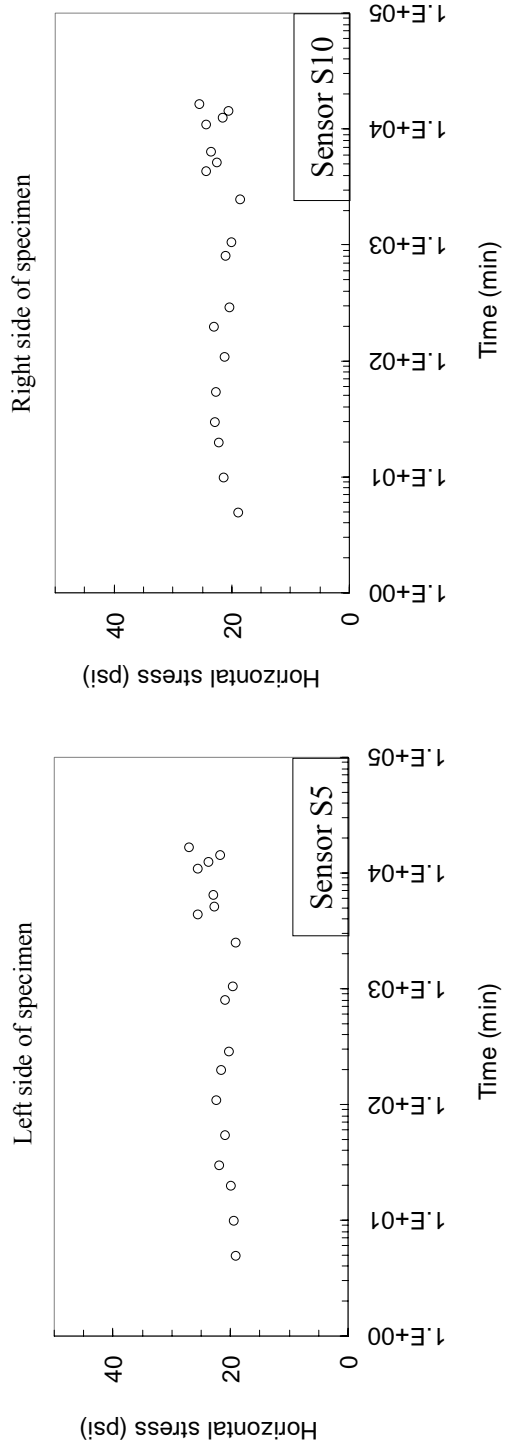 Left side of specimen
Horizontal stress (psi)
40
20
0
1.E+00
1.E+01
1.E+02
1.E+03
1.E+04
1.E+05
Time (min)
Sensor S5
Right side of specimen
Horizontal stress (psi)
40
20
0
1.E+00
1.E+01
1.E+02
1.E+03
1.E+04
1.E+05
Time (min)
Sensor S10